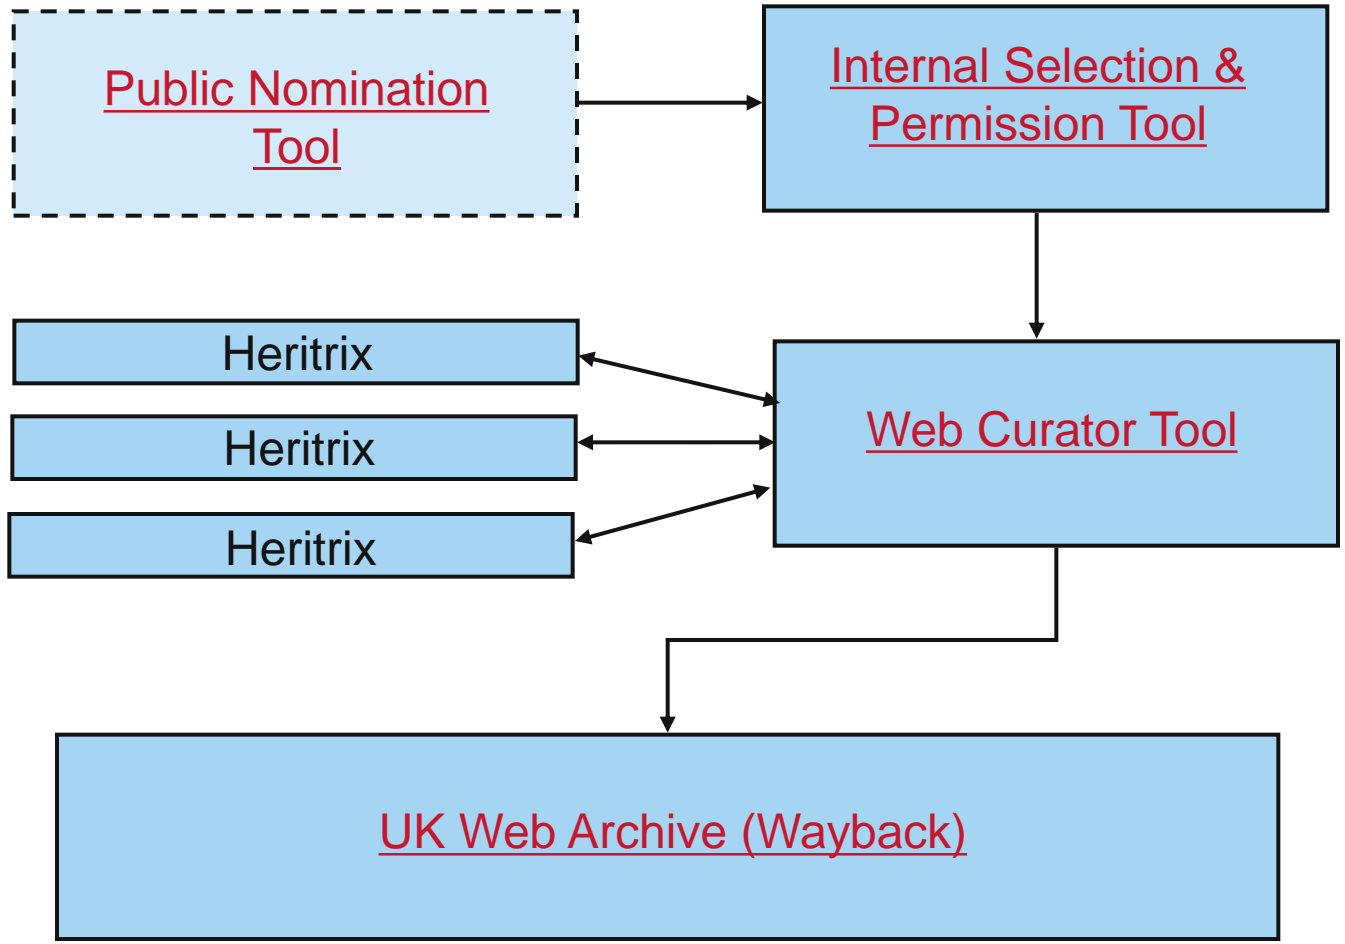 Public Nomination
Tool
Internal Selection &
Permission Tool
Heritrix
Heritrix
Heritrix
Web Curator Tool
UK Web Archive (Wayback)